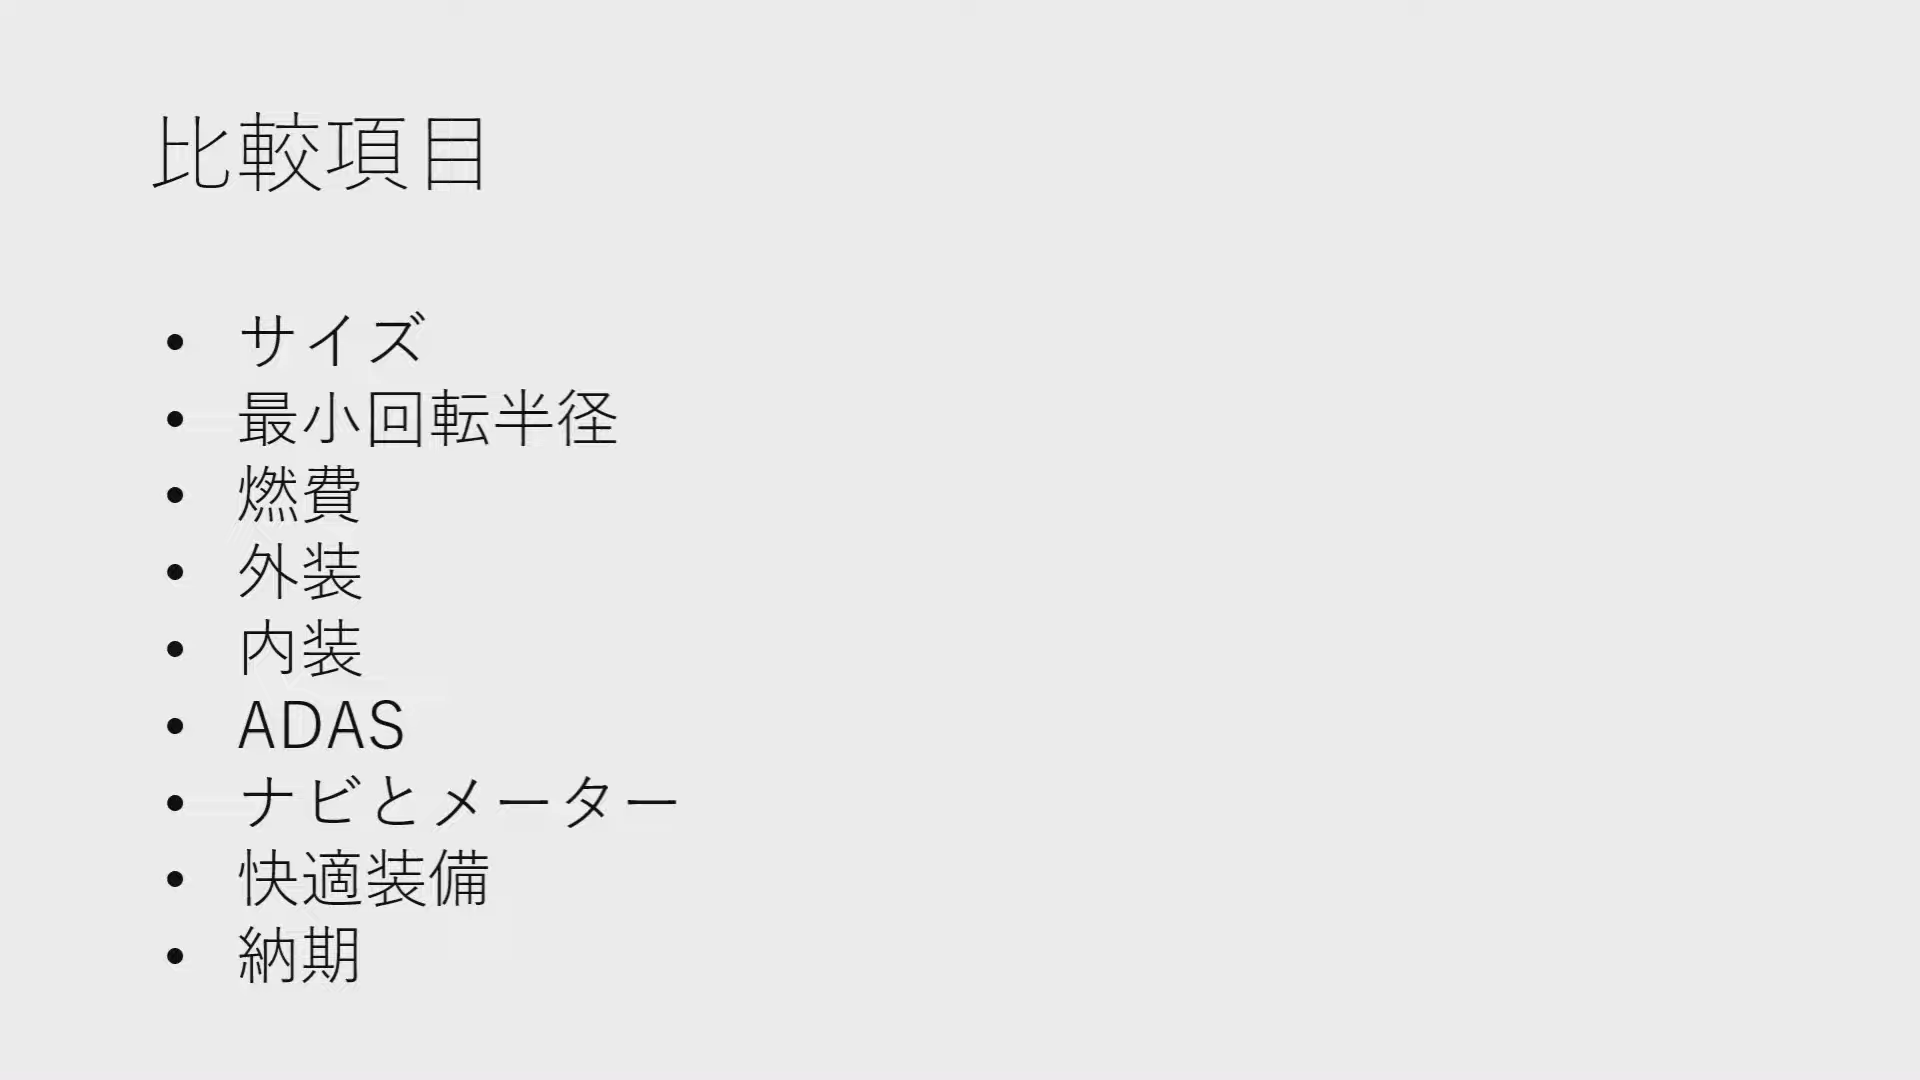 比較項目
• サイズ
• 最小回転半径
• 燃費
• 外装
• 内装
• ADAS
• ナビとメーター
• 快適装備
• 納期